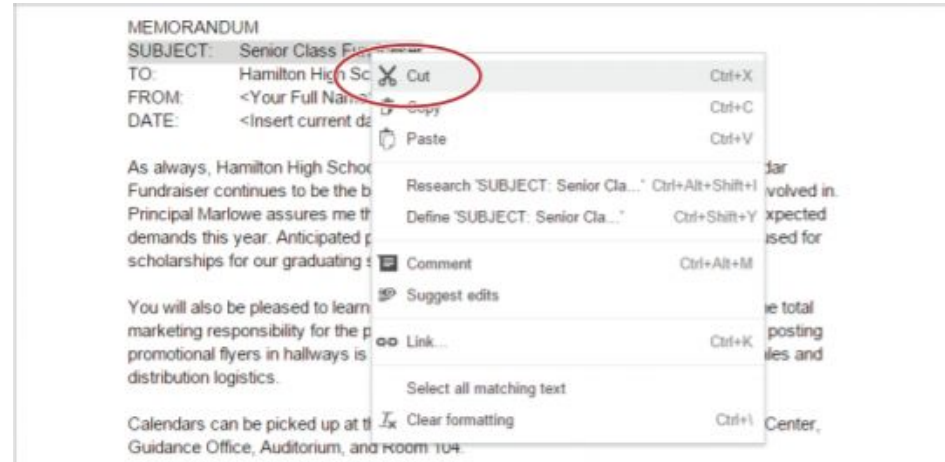 MEMORANDUM
SUBJECT: Senior Class
TO: Hamilton High Sc
FROM: <Your Full Name
DATE: <Insert current da
As always, Hamilton High Schoo
Fundraiser continues to be the b
Principal Marlowe assures me th
demands this year. Anticipated p
scholarships for our graduating s
You will also be pleased to learn
marketing responsibility for the p
promotional flyers in hallways is
distribution logistics.
Calendars can be picked up at th
Guidance Office, Auditorium, and Room 104.
Cut Ctrl+X
Copy Ctrl+C
Paste Ctrl+V
Research 'SUBJECT: Senior Cla...' Ctrl+Alt+Shift+I
Define 'SUBJECT: Senior Cla...' Ctrl+Shift+Y
Comment Ctrl+Alt+M
Suggest edits
Link... Ctrl+K
Select all matching text
Clear formatting Ctrl+\
dar
volved in.
xpected
used for
e total
posting
les and
Center,